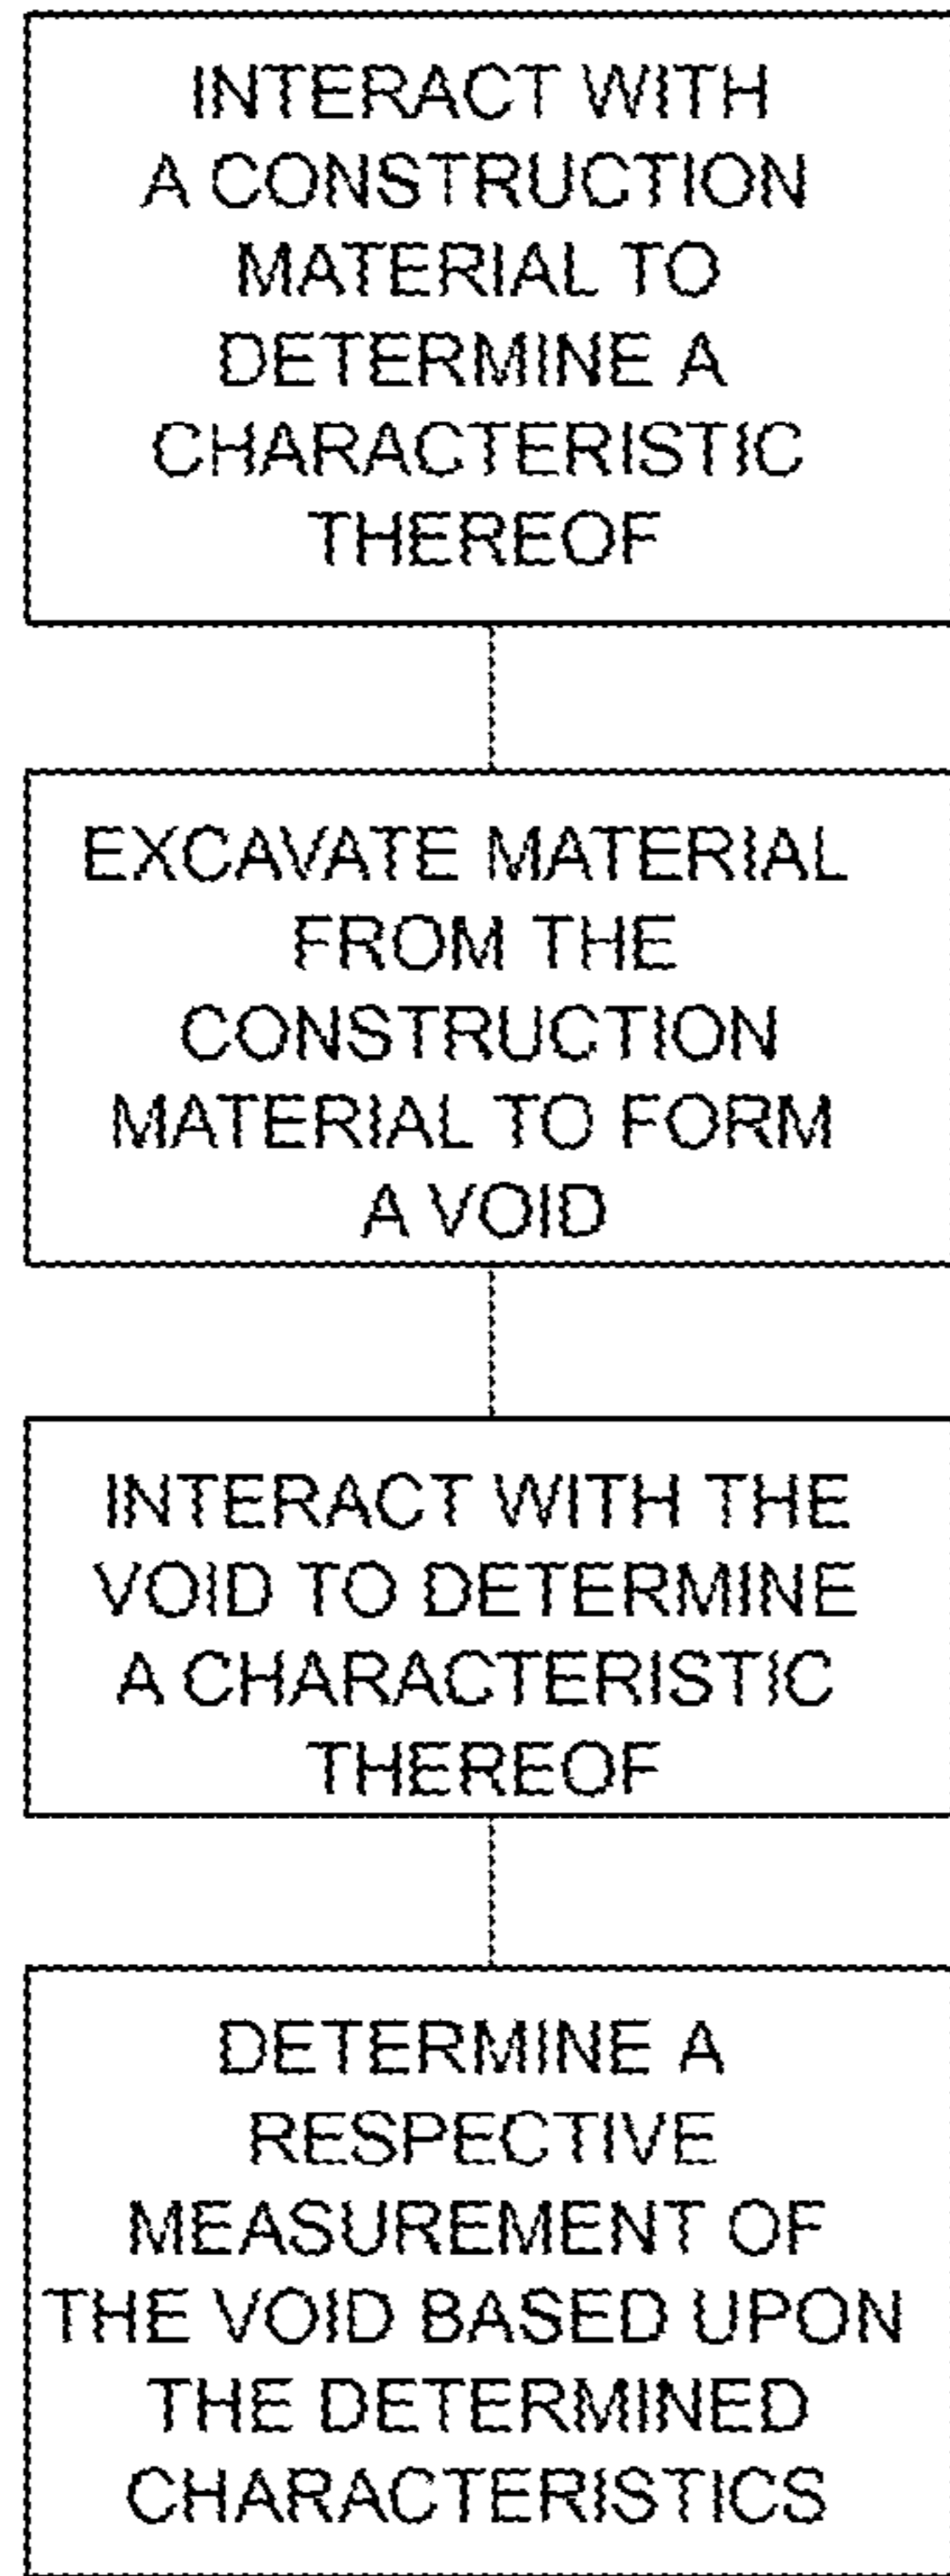 INTERACT WITH
A CONSTRUCTION
MATERIAL TO
DETERMINE A
CHARACTERISTIC
THEREOF
EXCAVATE MATERIAL
FROM THE
CONSTRUCTION
MATERIAL TO FORM
A VOID
INTERACT WITH THE
VOID TO DETERMINE
A CHARACTERISTIC
THEREOF
DETERMINE A
RESPECTIVE
MEASUREMENT OF
THE VOID BASED UPON
THE DETERMINED
CHARACTERISTICS